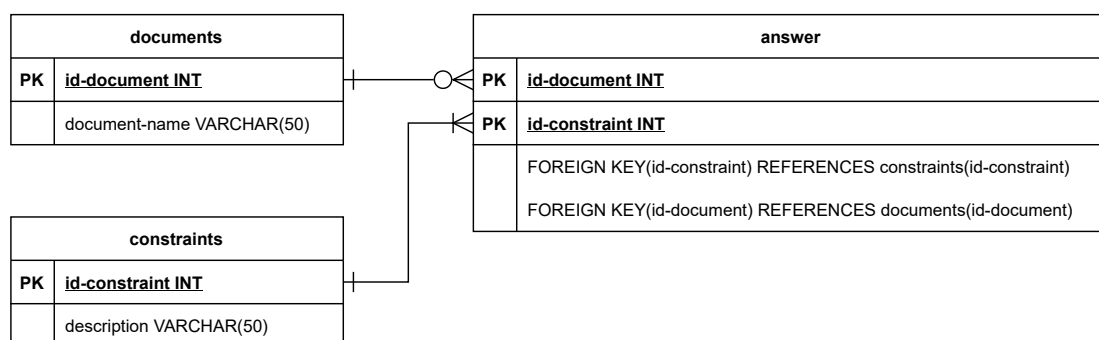 documents
PK id-document INT
document-name VARCHAR(50)
answer
PK id-document INT
PK id-constraint INT
FOREIGN KEY(id-constraint) REFERENCES constraints(id-constraint)
FOREIGN KEY(id-document) REFERENCES documents(id-document)
constraints
PK id-constraint INT
description VARCHAR(50)